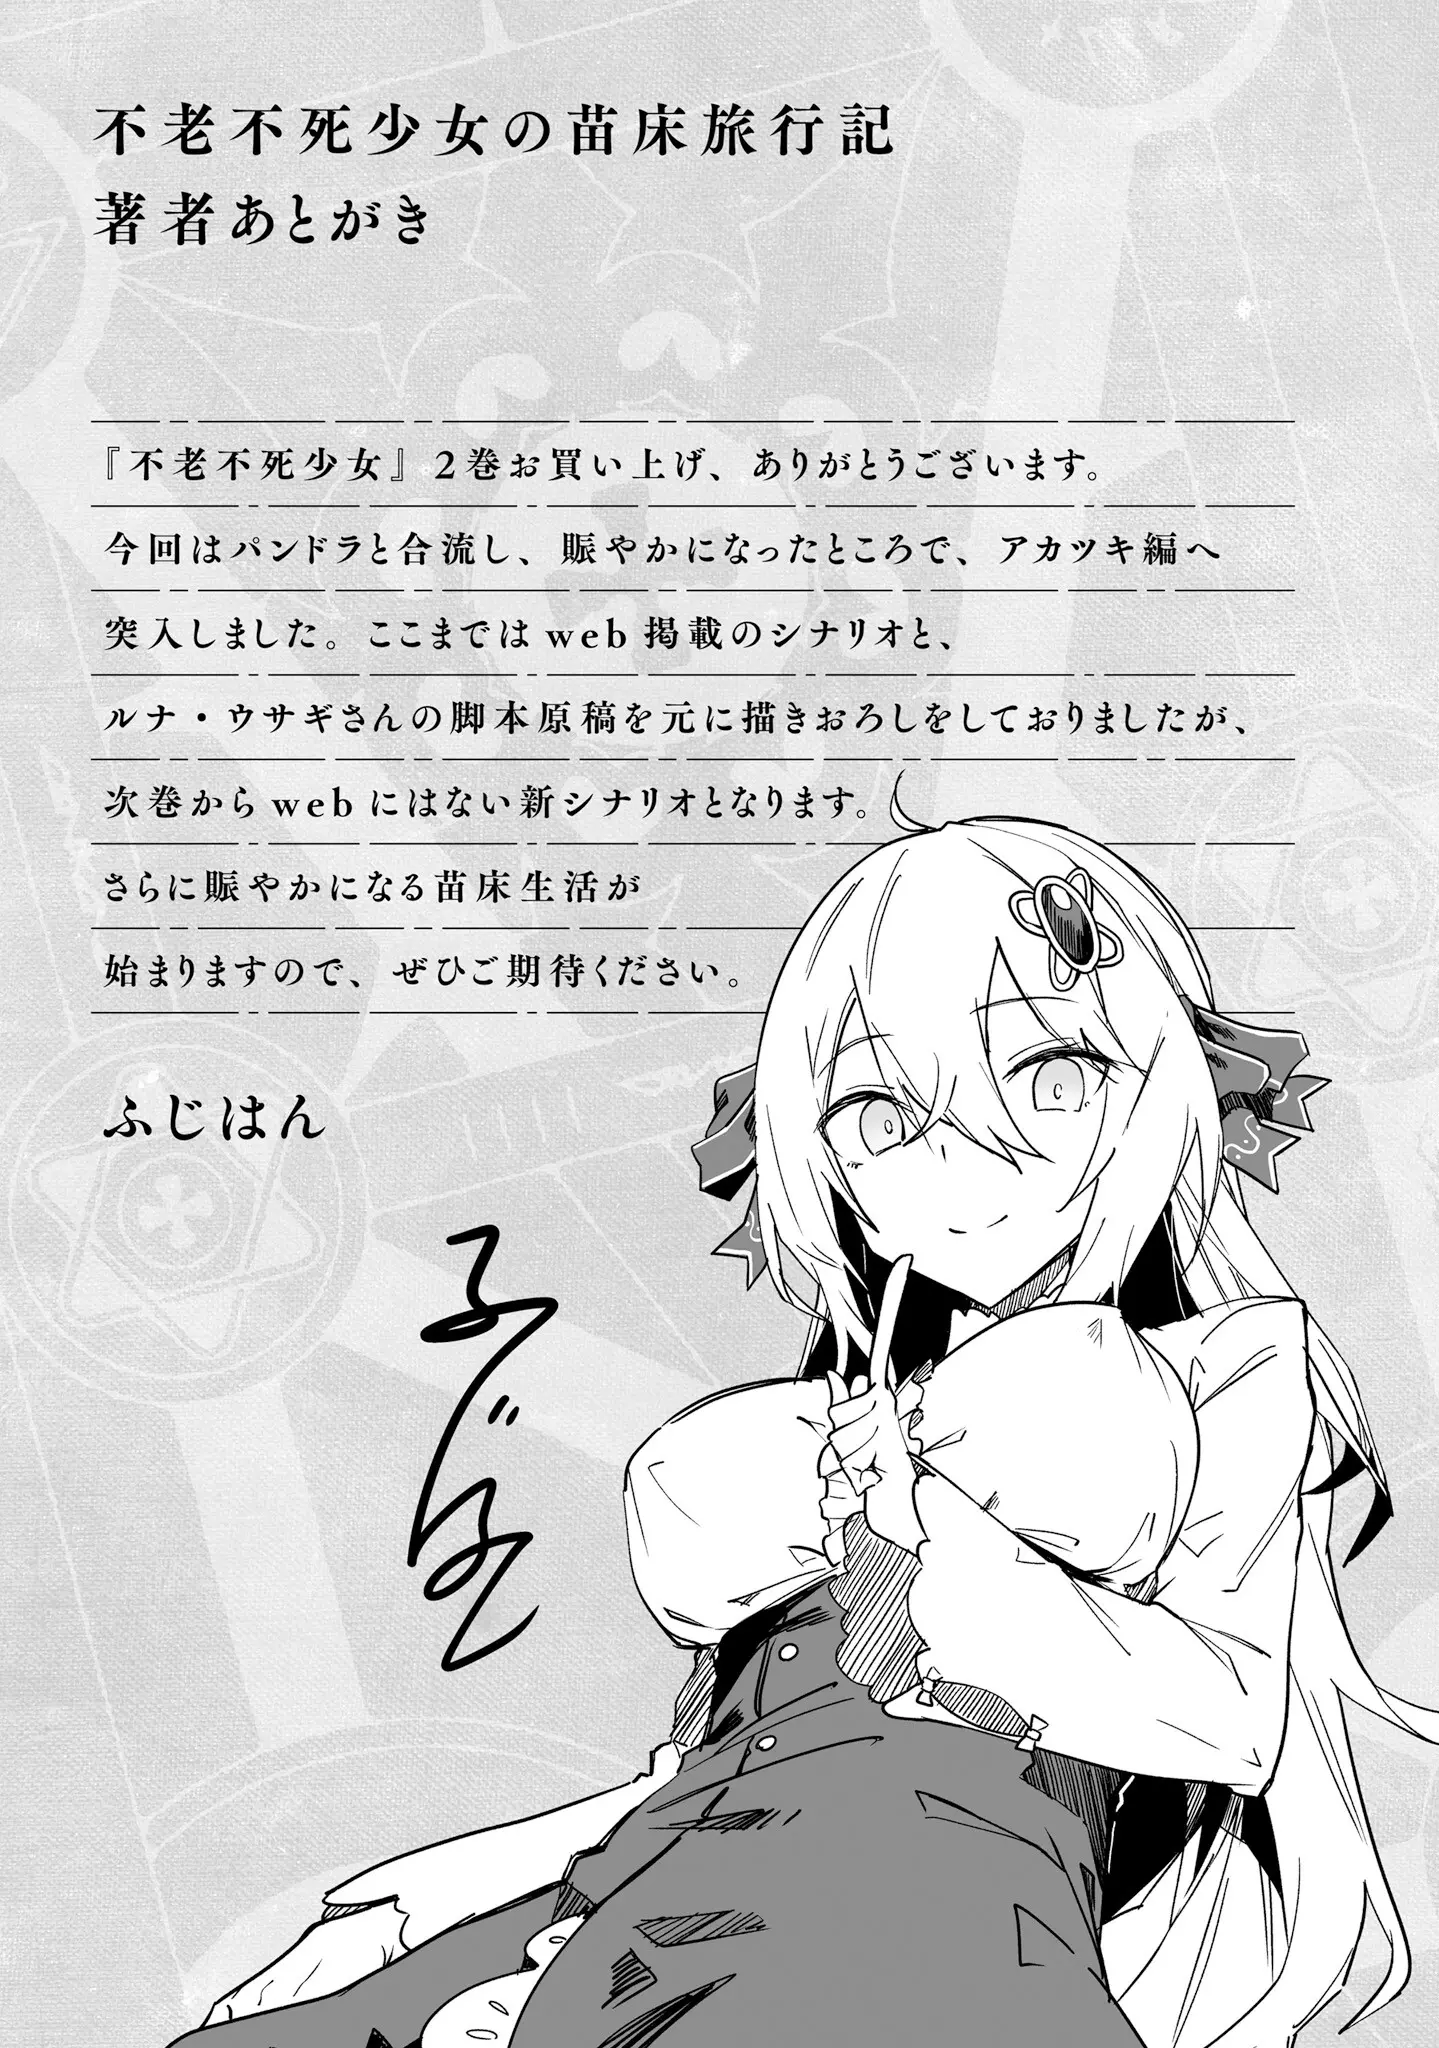 不老不死少女の苗床旅行記
著者あとがき
『不老不死少女』2巻お買い上げ、ありがとうございます。
今回はパンドラと合流し、賑やかになったところで、アカツキ編へ
突入しました。ここまではweb掲載のシナリオと、
ルナ・ウサギさんの脚本原稿を元に描きおろしをしておりましたが、
次巻からwebにはない新シナリオとなります。
さらに賑やかになる苗床生活が
始まりますので、ぜひご期待ください。
ふじはん
ふじはん